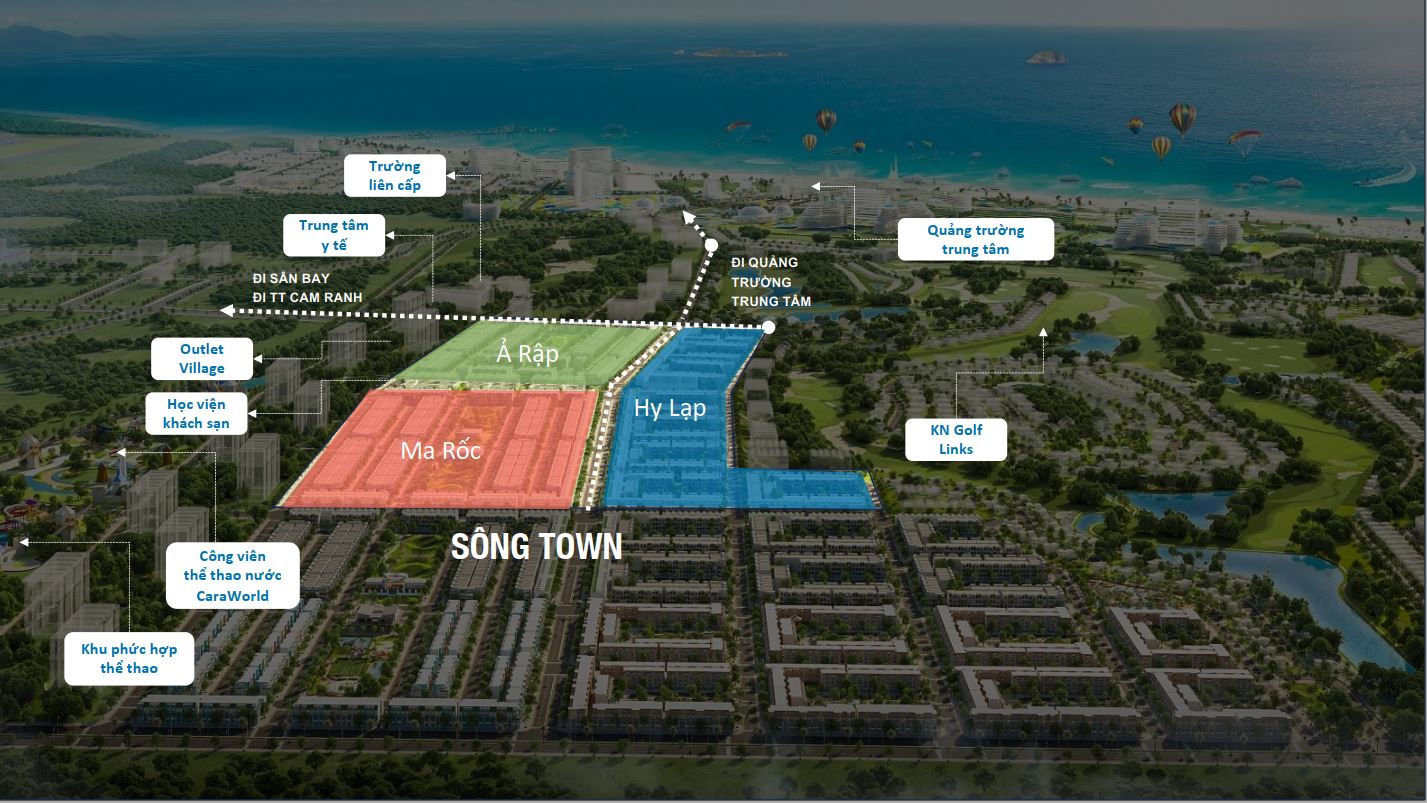 Trường
liên cấp
Trung tâm
y tế
Quảng trường
trung tâm
ĐI SÂN BAY
ĐI TT CAM RANH
ĐI QUẢNG
TRƯỜNG
TRUNG TÂM
Outlet
Village
Ả Rập
Học viện
khách sạn
Hy Lạp
Ma Rốc
KN Golf
Links
SÔNG TOWN
Công viên
thể thao nước
CaraWorld
Khu phức hợp
thể thao